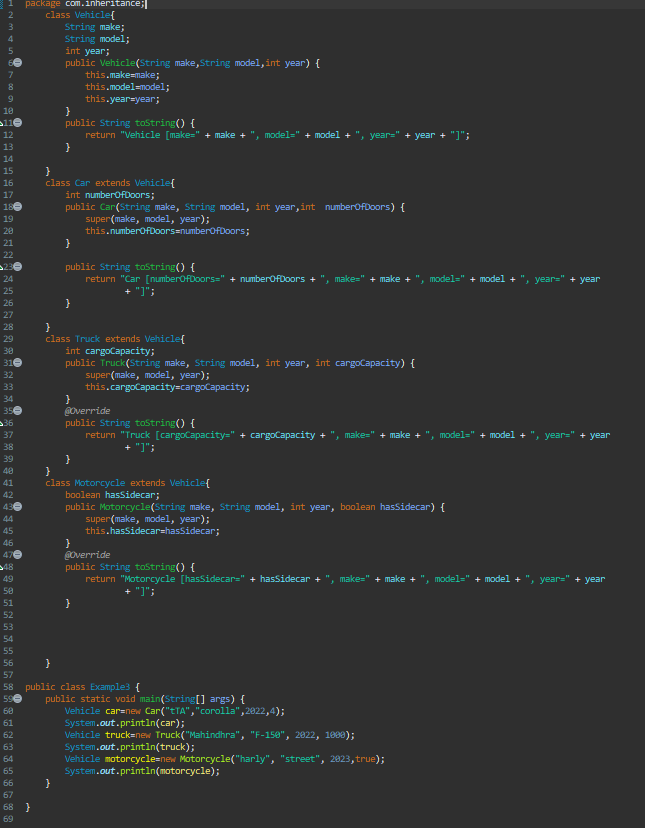 1 package com.inheritance;
2 class Vehicle{
3 String make;
4 String model;
5 int year;
6 public Vehicle(String make,String model,int year) {
7 this.make=make;
8 this.model=model;
9 this.year=year;
10 }
11 public String toString() {
12 return "Vehicle [make=" + make + ", model=" + model + ", year=" + year + "]";
13 }
14
15 }
16 class Car extends Vehicle{
17 int numberOfDoors;
18 public Car(String make, String model, int year,int  numberOfDoors) {
19 super(make, model, year);
20 this.numberOfDoors=numberOfDoors;
21 }
22
23 public String toString() {
24 return "Car [numberOfDoors=" + numberOfDoors + ", make=" + make + ", model=" + model + ", year=" + year
25 + "]";
26 }
27
28 }
29 class Truck extends Vehicle{
30 int cargoCapacity;
31 public Truck(String make, String model, int year, int cargoCapacity) {
32 super(make, model, year);
33 this.cargoCapacity=cargoCapacity;
34 }
35 @Override
36 public String toString() {
37 return "Truck [cargoCapacity=" + cargoCapacity + ", make=" + make + ", model=" + model + ", year=" + year
38 + "]";
39 }
40 }
41 class Motorcycle extends Vehicle{
42 boolean hasSidecar;
43 public Motorcycle(String make, String model, int year, boolean hasSidecar) {
44 super(make, model, year);
45 this.hasSidecar=hasSidecar;
46 }
47 @Override
48 public String toString() {
49 return "Motorcycle [hasSidecar=" + hasSidecar + ", make=" + make + ", model=" + model + ", year=" + year
50 + "]";
51 }
52
53
54
55
56 }
57
58 public class Example3 {
59 public static void main(String[] args) {
60 Vehicle car=new Car("tTA","corolla",2022,4);
61 System.out.println(car);
62 Vehicle truck=new Truck("Mahindhra", "F-150", 2022, 1000);
63 System.out.println(truck);
64 Vehicle motorcycle=new Motorcycle("harly", "street", 2023,true);
65 System.out.println(motorcycle);
66 }
67
68 }
69